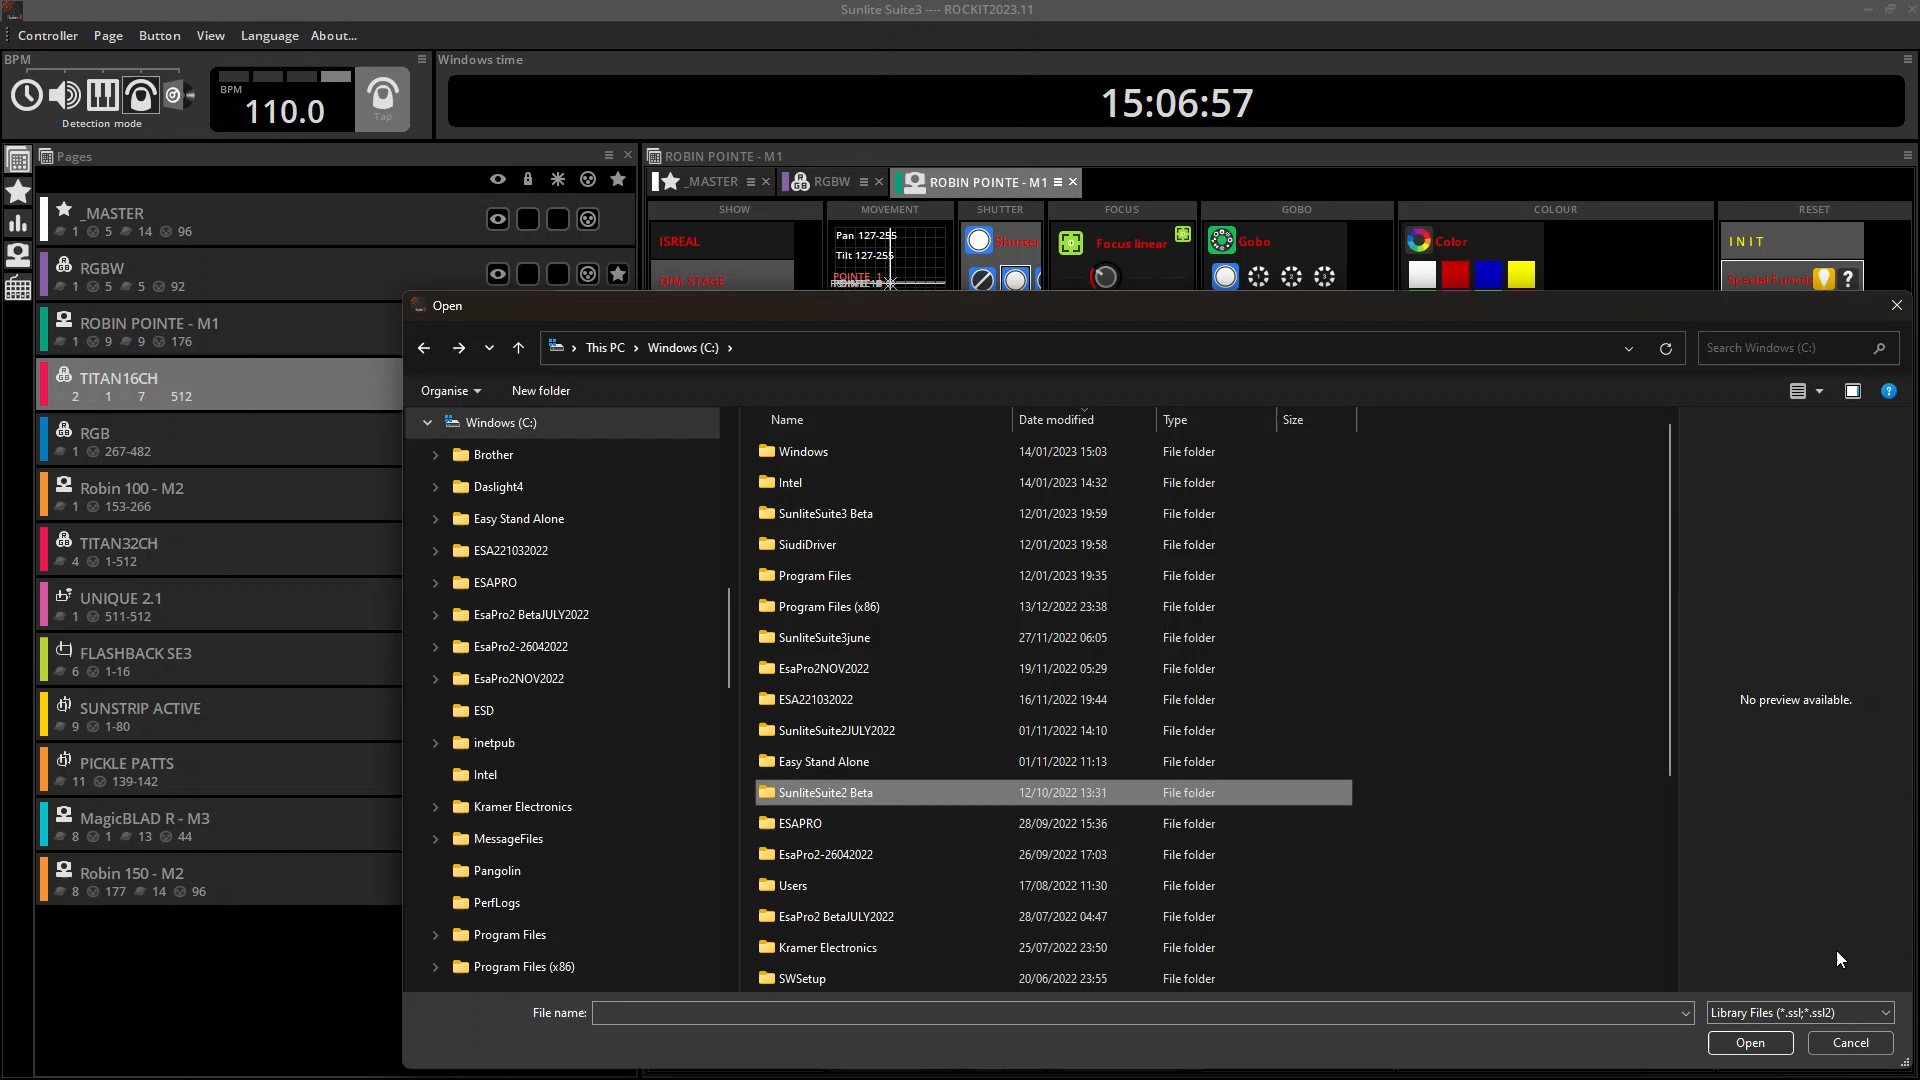 Sunlite Suite3 ---- ROCKIT2023.11
Controller Page Button View Language About...
BPM
Detection mode
BPM
110.0
Tap
Windows time
15:06:57
Pages
_MASTER
1 5 14 96
RGBW
1 5 5 92
ROBIN POINTE - M1
1 9 9 176
TITAN16CH
2 1 7 512
RGB
1 267-482
Robin 100 - M2
1 153-266
TITAN32CH
4 1-512
UNIQUE 2.1
1 511-512
FLASHBACK SE3
6 1-16
SUNSTRIP ACTIVE
9 1-80
PICKLE PATTS
11 139-142
MagicBLAD R - M3
8 1 13 44
Robin 150 - M2
8 177 14 96
ROBIN POINTE - M1
_MASTER RGBW ROBIN POINTE - M1
SHOW MOVEMENT SHUTTER FOCUS GOBO COLOUR RESET
ISREAL
DIM STAGE
Pan 127-255
Tilt 127-255
POINTE 1
Shutter
Focus linear
Gobo
Color
INIT
Special Functi
Open
This PC > Windows (C:) >
Search Windows (C:)
Organise New folder
Windows (C:)
Brother
Daslight4
Easy Stand Alone
ESA221032022
ESAPRO
EsaPro2 BetaJULY2022
EsaPro2-26042022
EsaPro2NOV2022
ESD
inetpub
Intel
Kramer Electronics
MessageFiles
Pangolin
PerfLogs
Program Files
Program Files (x86)
Name Date modified Type Size
Windows 14/01/2023 15:03 File folder
Intel 14/01/2023 14:32 File folder
SunliteSuite3 Beta 12/01/2023 19:59 File folder
SiudiDriver 12/01/2023 19:58 File folder
Program Files 12/01/2023 19:35 File folder
Program Files (x86) 13/12/2022 23:38 File folder
SunliteSuite3june 27/11/2022 06:05 File folder
EsaPro2NOV2022 19/11/2022 05:29 File folder
ESA221032022 16/11/2022 19:44 File folder
SunliteSuite2JULY2022 01/11/2022 14:10 File folder
Easy Stand Alone 01/11/2022 11:13 File folder
SunliteSuite2 Beta 12/10/2022 13:31 File folder
ESAPRO 28/09/2022 15:36 File folder
EsaPro2-26042022 26/09/2022 17:03 File folder
Users 17/08/2022 11:30 File folder
EsaPro2 BetaJULY2022 28/07/2022 04:47 File folder
Kramer Electronics 25/07/2022 23:50 File folder
SWSetup 20/06/2022 23:55 File folder
No preview available.
File name:
Library Files (*.ssl;*.ssl2)
Open Cancel